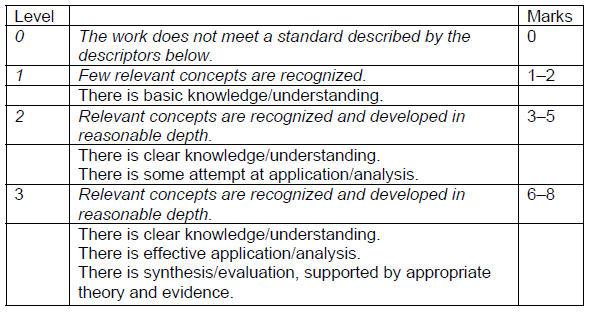 Level Marks
0 The work does not meet a standard described by the 0
descriptors below.
1 Few relevant concepts are recognized. 1–2
There is basic knowledge/understanding.
2 Relevant concepts are recognized and developed in 3–5
reasonable depth.
There is clear knowledge/understanding.
There is some attempt at application/analysis.
3 Relevant concepts are recognized and developed in 6–8
reasonable depth.
There is clear knowledge/understanding.
There is effective application/analysis.
There is synthesis/evaluation, supported by appropriate
theory and evidence.